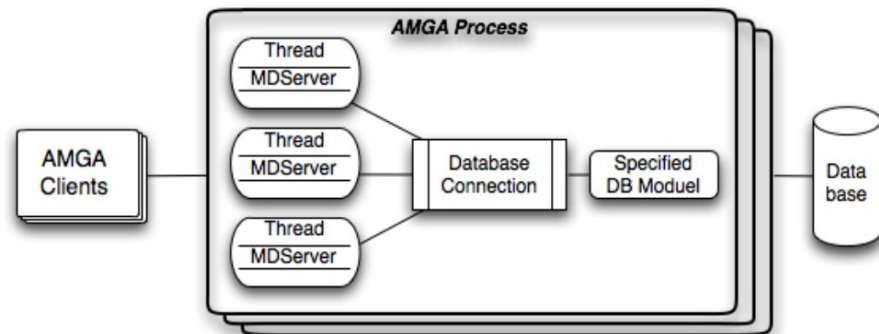 AMGA Process
Thread
MDServer
Thread
MDServer
Thread
MDServer
AMGA
Clients
Database
Connection
Specified
DB Moduel
Data
base